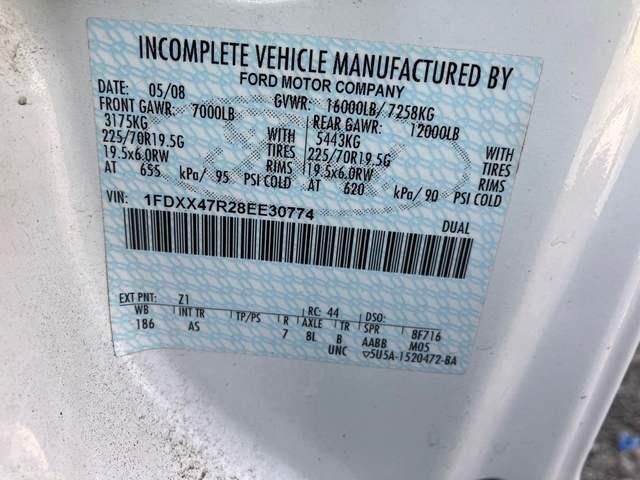 INCOMPLETE VEHICLE MANUFACTURED BY
FORD MOTOR COMPANY
DATE: 05/08 GVWR: 16000LB/ 7258KG
FRONT GAWR: 7000LB REAR GAWR: 12000LB
3175KG WITH 5443KG WITH
225/70R19.5G TIRES 225/70R19.5G TIRES
19.5x6.0RW RIMS 19.5x6.0RW RIMS
AT 655 kPa/ 95 PSI COLD AT 620 kPa/ 90 PSI COLD
VIN: 1FDXX47R28EE30774 DUAL
EXT PNT: Z1 RC: 44 DSO:
WB INT TR TP/PS R AXLE TR SPR 8F716
186 AS 7 8L B AABB M05
UNC ▽5U5A-1520472-BA